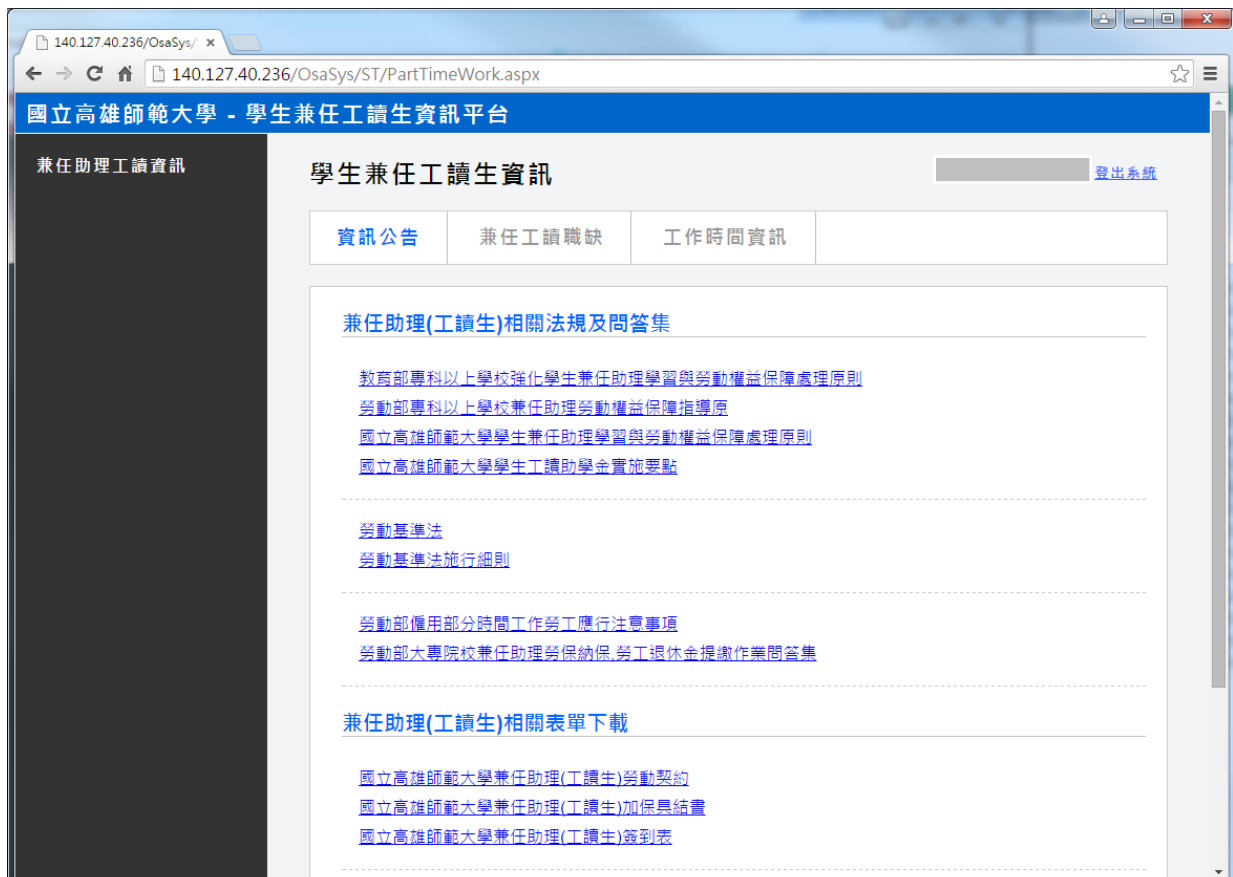 140.127.40.236/OsaSys/
140.127.40.236/OsaSys/ST/PartTimeWork.aspx
國立高雄師範大學 - 學生兼任工讀生資訊平台
兼任助理工讀資訊
學生兼任工讀生資訊
登出系統
資訊公告 兼任工讀職缺 工作時間資訊
兼任助理(工讀生)相關法規及問答集
教育部專科以上學校強化學生兼任助理學習與勞動權益保障處理原則
勞動部專科以上學校兼任助理勞動權益保障指導原
國立高雄師範大學學生兼任助理學習與勞動權益保障處理原則
國立高雄師範大學學生工讀助學金實施要點
勞動基準法
勞動基準法施行細則
勞動部僱用部分時間工作勞工應行注意事項
勞動部大專院校兼任助理勞保納保,勞工退休金提繳作業問答集
兼任助理(工讀生)相關表單下載
國立高雄師範大學兼任助理(工讀生)勞動契約
國立高雄師範大學兼任助理(工讀生)加保具結書
國立高雄師範大學兼任助理(工讀生)簽到表